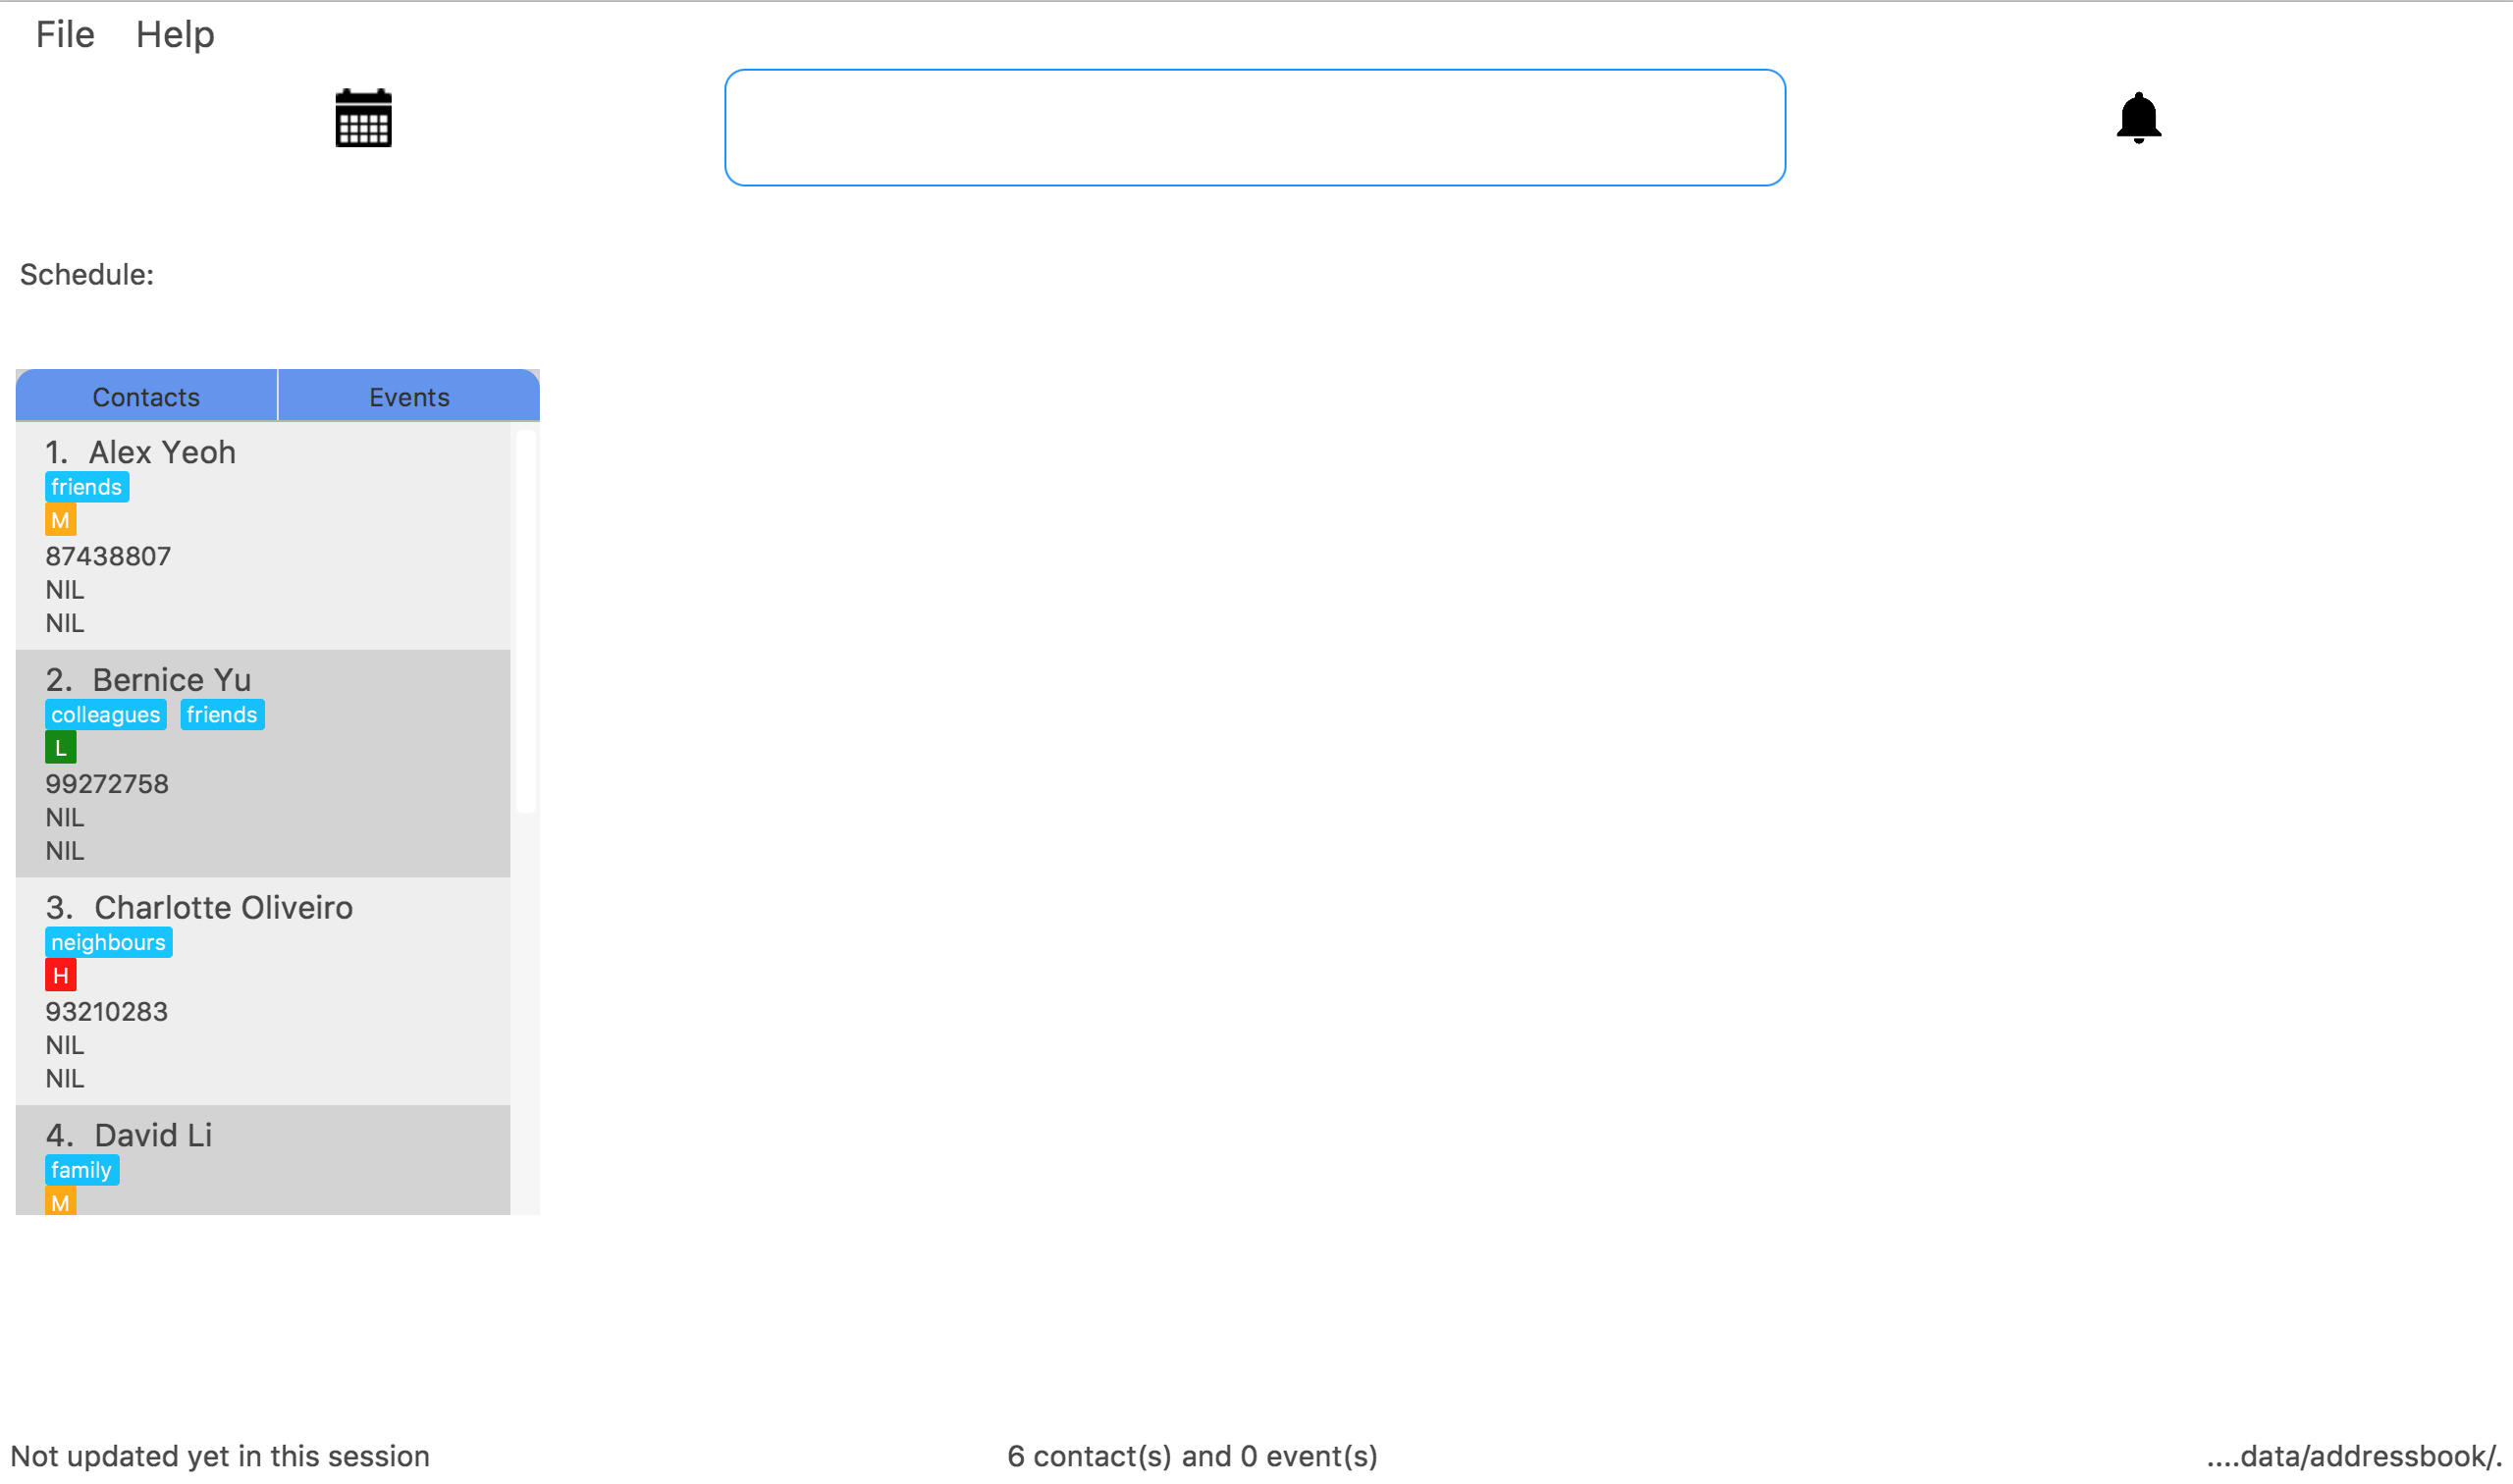 File Help
Schedule:
Contacts Events
1. Alex Yeoh
friends
M
87438807
NIL
NIL
2. Bernice Yu
colleagues friends
L
99272758
NIL
NIL
3. Charlotte Oliveiro
neighbours
H
93210283
NIL
NIL
4. David Li
family
M
Not updated yet in this session 6 contact(s) and 0 event(s) ....data/addressbook/.